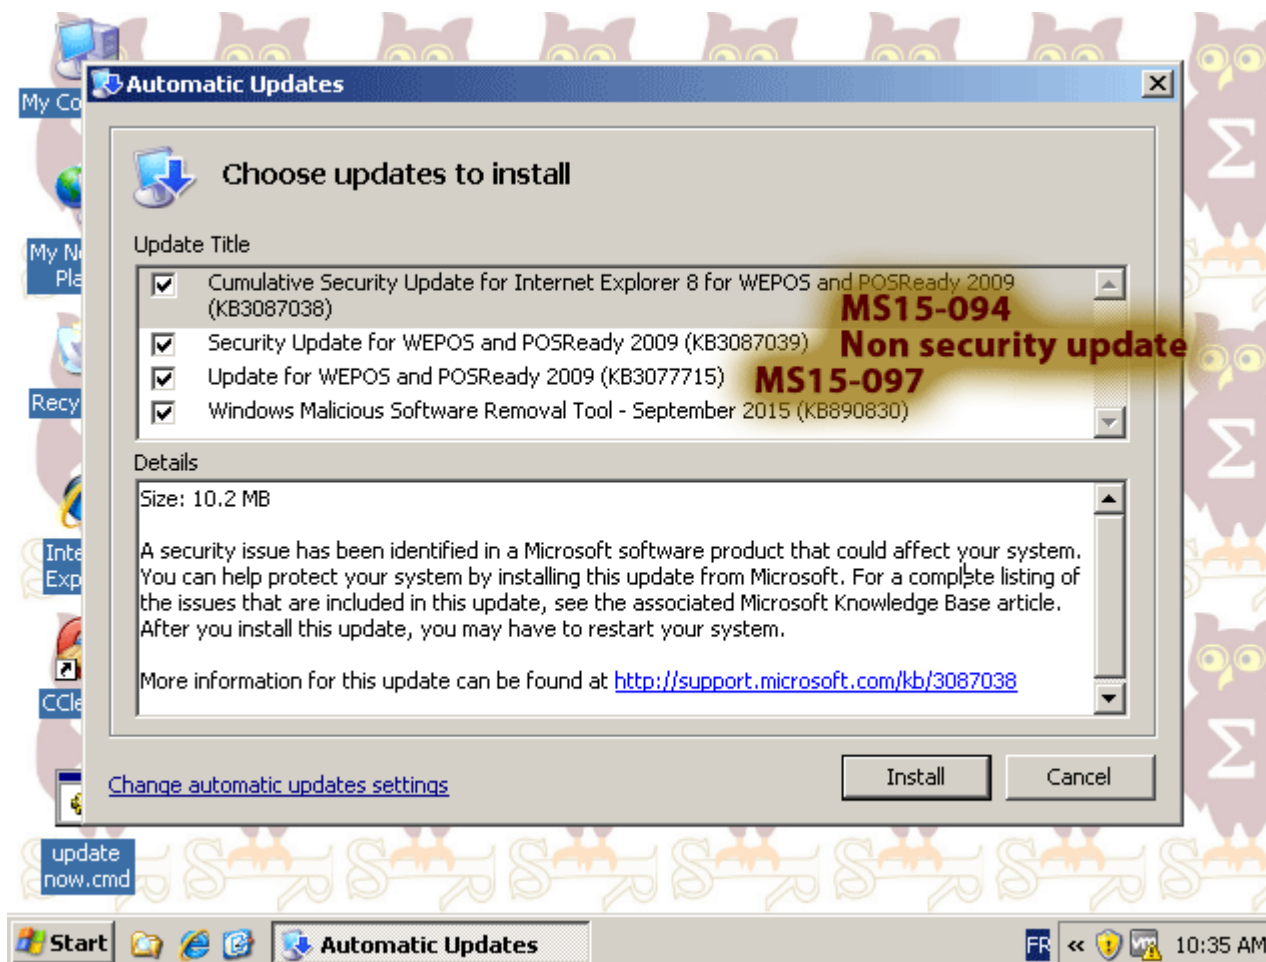 My Co
Automatic Updates
Choose updates to install
My N
Pla
Update Title
Cumulative Security Update for Internet Explorer 8 for WEPOS and POSReady 2009
(KB3087038)
MS15-094
Security Update for WEPOS and POSReady 2009 (KB3087039)
Non security update
Update for WEPOS and POSReady 2009 (KB3077715)
MS15-097
Recy
Windows Malicious Software Removal Tool - September 2015 (KB890830)
Details
Size: 10.2 MB
Inte
Exp
A security issue has been identified in a Microsoft software product that could affect your system.
You can help protect your system by installing this update from Microsoft. For a complete listing of
the issues that are included in this update, see the associated Microsoft Knowledge Base article.
After you install this update, you may have to restart your system.
More information for this update can be found at http://support.microsoft.com/kb/3087038
CCle
Change automatic updates settings
Install
Cancel
update
now.cmd
Start
Automatic Updates
FR
«
10:35 AM